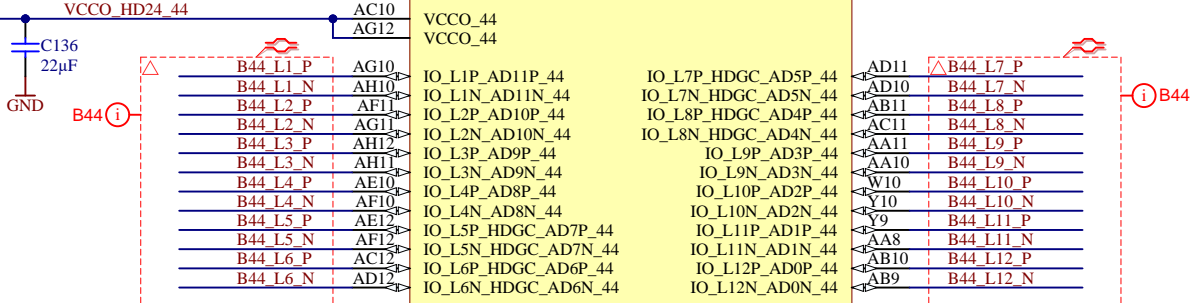 VCCO_HD24_44 AC10 VCCO_44
AG12 VCCO_44
C136
22µF
GND
B44 i
B44_L1_P AG10 IO_L1P_AD11P_44 IO_L7P_HDGC_AD5P_44 AD11 B44_L7_P
B44_L1_N AH10 IO_L1N_AD11N_44 IO_L7N_HDGC_AD5N_44 AD10 B44_L7_N
B44_L2_P AF11 IO_L2P_AD10P_44 IO_L8P_HDGC_AD4P_44 AB11 B44_L8_P
B44_L2_N AG11 IO_L2N_AD10N_44 IO_L8N_HDGC_AD4N_44 AC11 B44_L8_N
B44_L3_P AH12 IO_L3P_AD9P_44 IO_L9P_AD3P_44 AA11 B44_L9_P
B44_L3_N AH11 IO_L3N_AD9N_44 IO_L9N_AD3N_44 AA10 B44_L9_N
B44_L4_P AE10 IO_L4P_AD8P_44 IO_L10P_AD2P_44 W10 B44_L10_P
B44_L4_N AF10 IO_L4N_AD8N_44 IO_L10N_AD2N_44 Y10 B44_L10_N
B44_L5_P AE12 IO_L5P_HDGC_AD7P_44 IO_L11P_AD1P_44 Y9 B44_L11_P
B44_L5_N AF12 IO_L5N_HDGC_AD7N_44 IO_L11N_AD1N_44 AA8 B44_L11_N
B44_L6_P AC12 IO_L6P_HDGC_AD6P_44 IO_L12P_AD0P_44 AB10 B44_L12_P
B44_L6_N AD12 IO_L6N_HDGC_AD6N_44 IO_L12N_AD0N_44 AB9 B44_L12_N
i B44